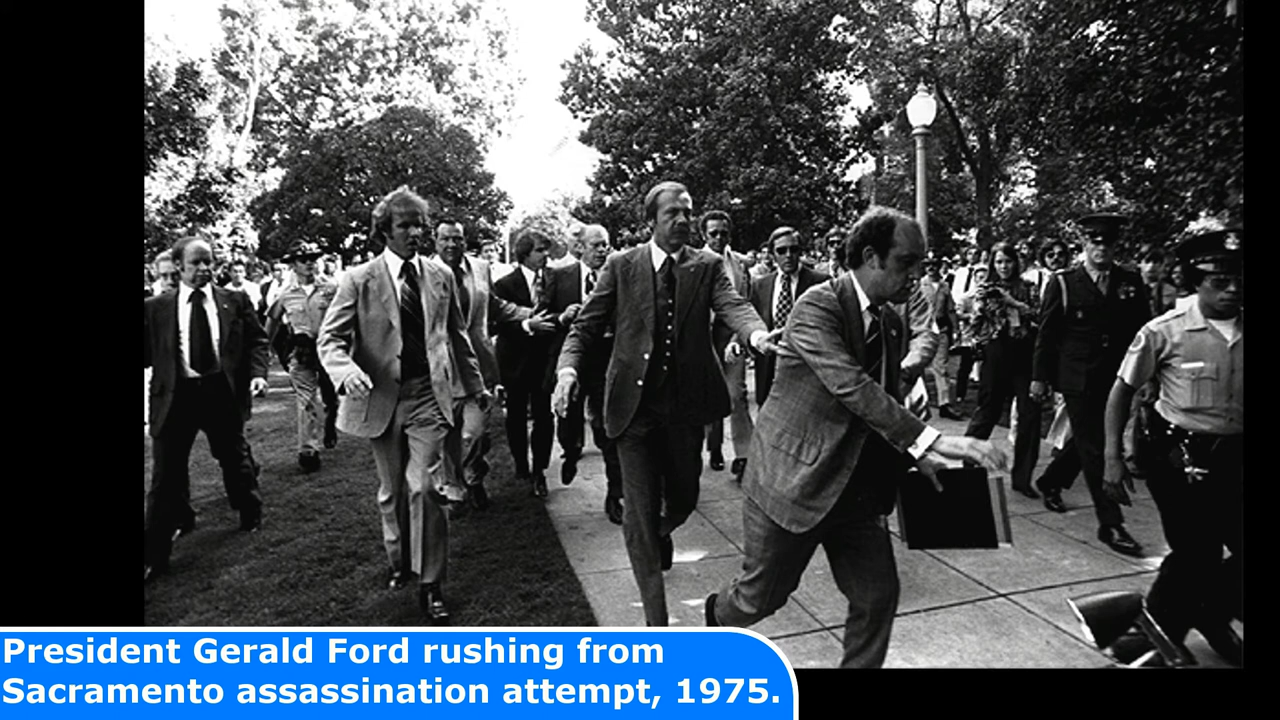 President Gerald Ford rushing from
Sacramento assassination attempt, 1975.